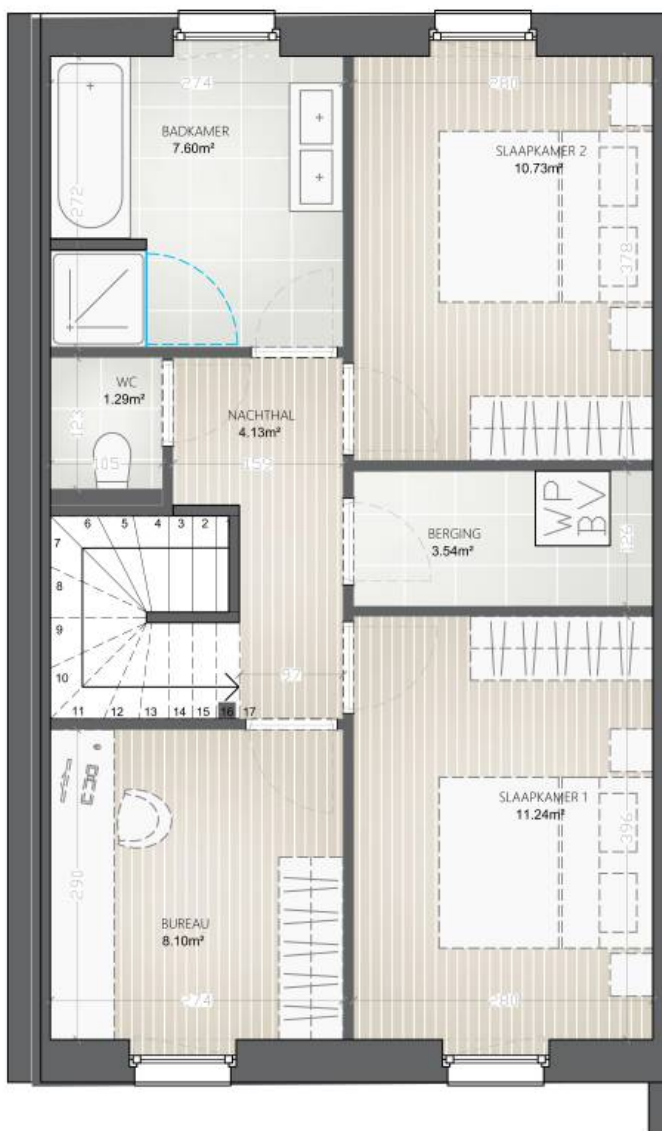 274
280
BADKAMER
7.60m²
SLAAPKAMER 2
10.73m²
272
378
WC
1.29m²
NACHTHAL
4.13m²
123
105
159
WP
BV
BERGING
3.54m²
126
6 5 4 3 2 1
7
8
9
10
11 12 13 14 15 16 17
97
SLAAPKAMER 1
11.24m²
396
290
BUREAU
8.10m²
274
280